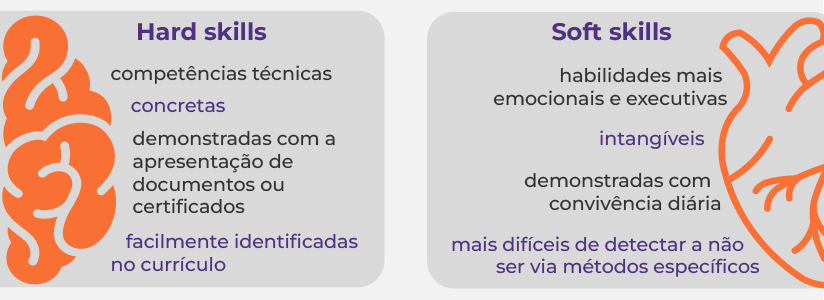 Hard skills
competências técnicas
concretas
demonstradas com a
apresentação de
documentos ou
certificados
facilmente identificadas
no currículo
Soft skills
habilidades mais
emocionais e executivas
intangíveis
demonstradas com
convivência diária
mais difíceis de detectar a não
ser via métodos específicos